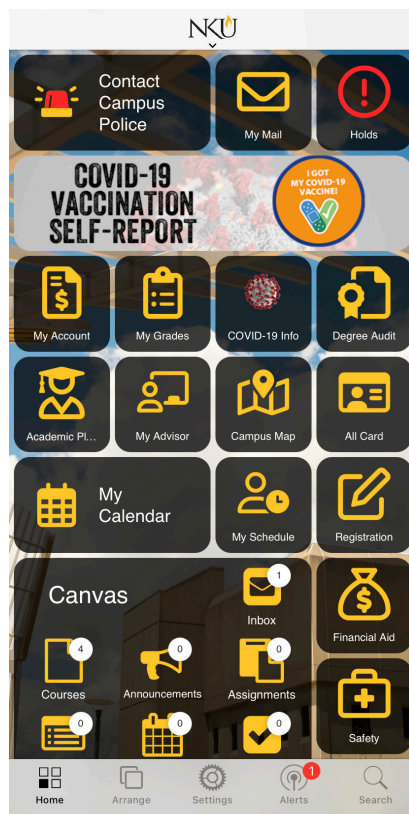 NKU
Contact
Campus
Police
My Mail
Holds
COVID-19
VACCINATION
SELF-REPORT
I GOT
MY COVID-19
VACCINE!
My Account
My Grades
COVID-19 Info
Degree Audit
Academic Pl...
My Advisor
Campus Map
All Card
My
Calendar
My Schedule
Registration
Canvas
1
Inbox
Financial Aid
4
0
0
Courses
Announcements
Assignments
0
0
0
Safety
1
Home
Arrange
Settings
Alerts
Search